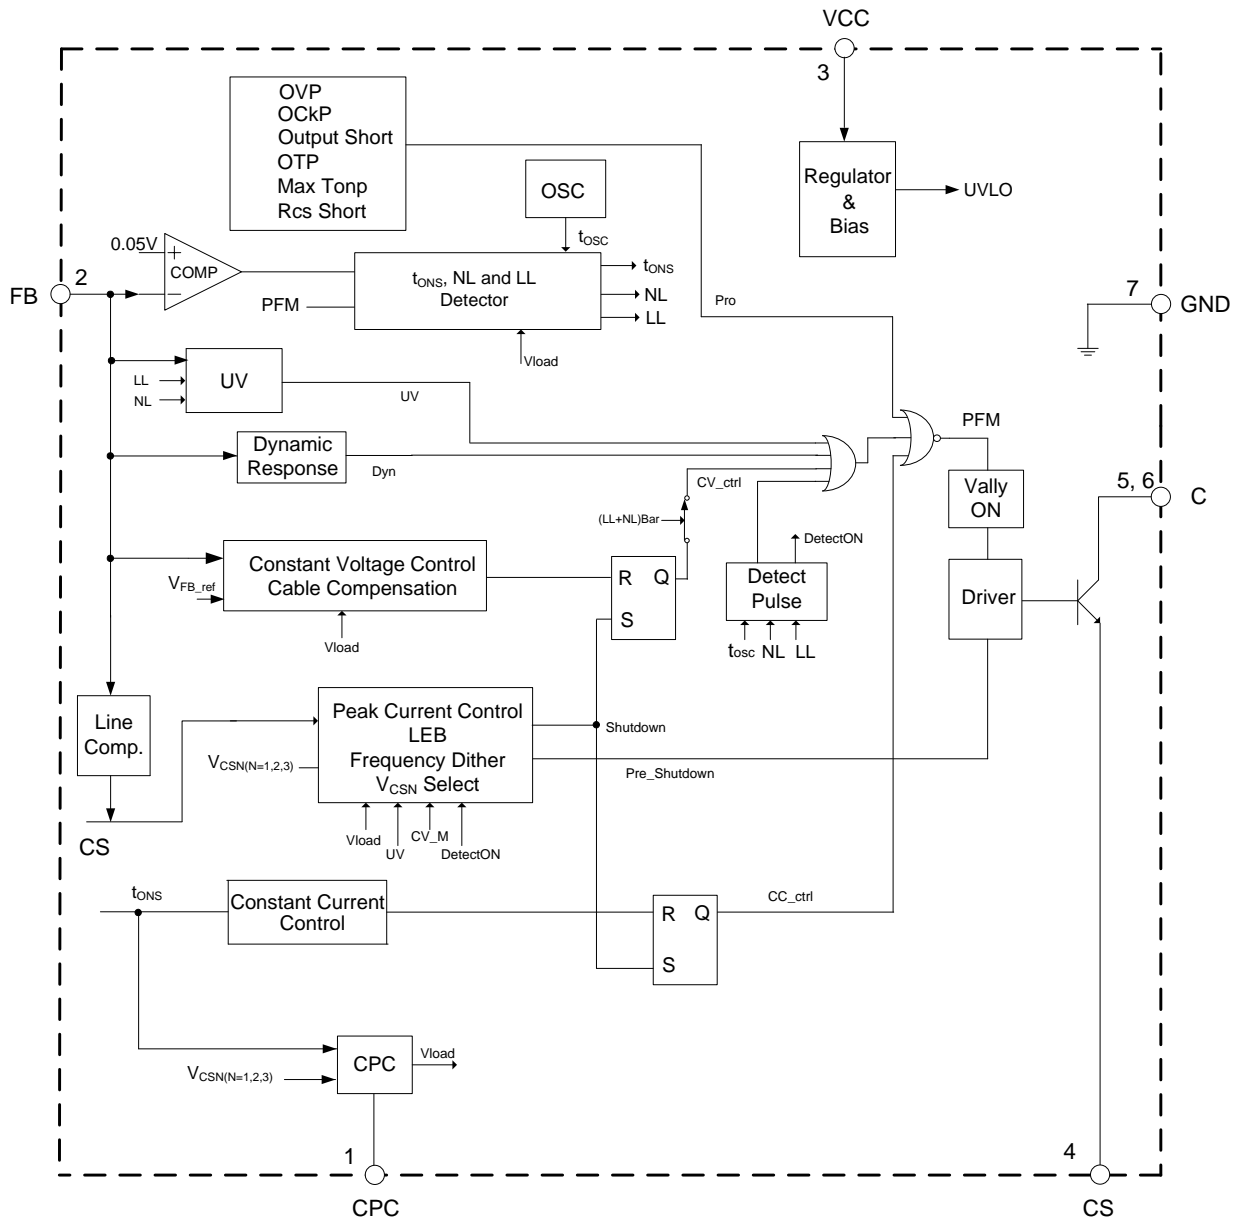 VCC
3
OVP
OCkP
Output Short
OTP
Max Tonp
Rcs Short
OSC
tOSC
Regulator
&
Bias
UVLO
0.05V
+
COMP
−
FB
2
tONS, NL and LL
Detector
PFM
tONS
NL
LL
Vload
Pro
7
GND
LL
NL
UV
UV
Dynamic
Response
Dyn
CV_ctrl
PFM
Vally
ON
5, 6
C
(LL+NL)Bar
DetectON
Constant Voltage Control
Cable Compensation
VFB_ref
Vload
R
Q
S
Detect
Pulse
tosc
NL
LL
Driver
Line
Comp.
CS
Peak Current Control
LEB
Frequency Dither
VCSN Select
VCSN(N=1,2,3)
Shutdown
Pre_Shutdown
Vload
UV
CV_M
DetectON
tONS
Constant Current
Control
R
Q
S
CC_ctrl
CPC
Vload
VCSN(N=1,2,3)
1
CPC
4
CS